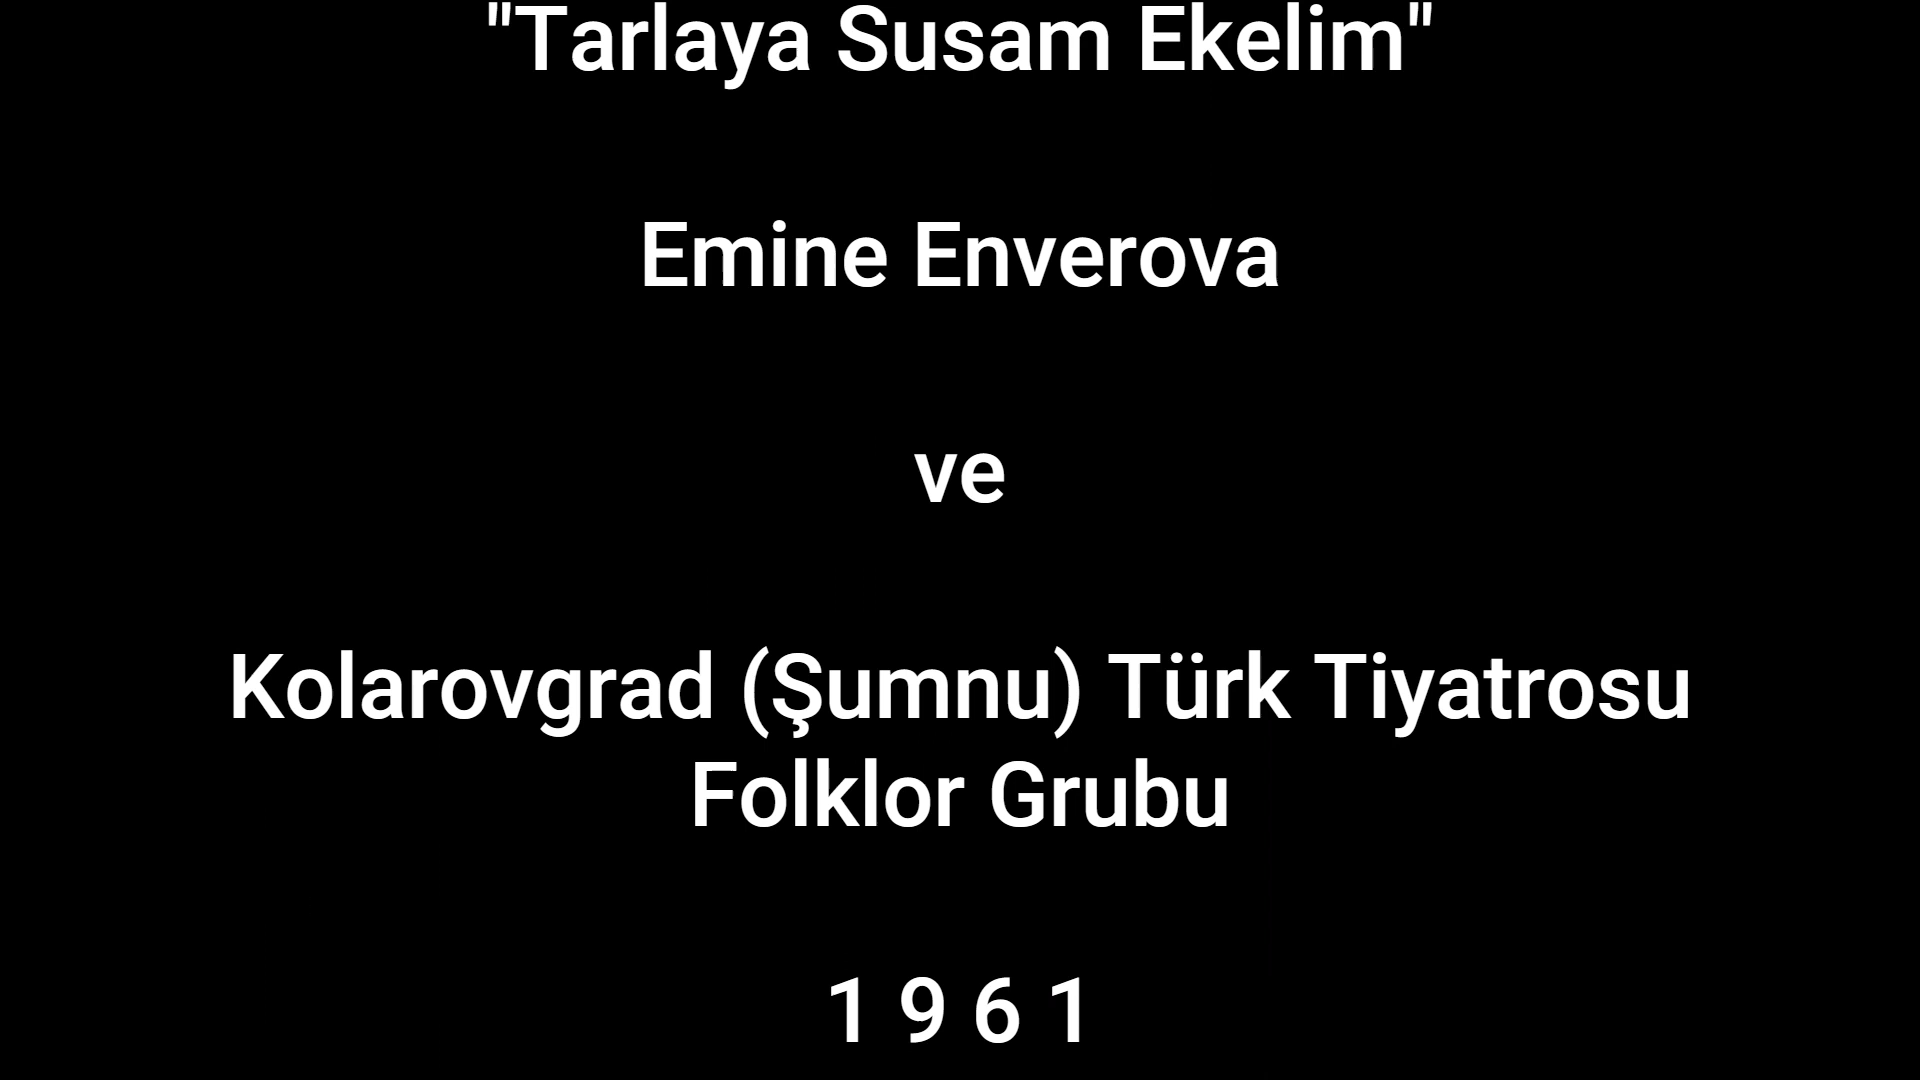 "Tarlaya Susam Ekelim"
Emine Enverova
ve
Kolarovgrad (Şumnu) Türk Tiyatrosu
Folklor Grubu
1 9 6 1